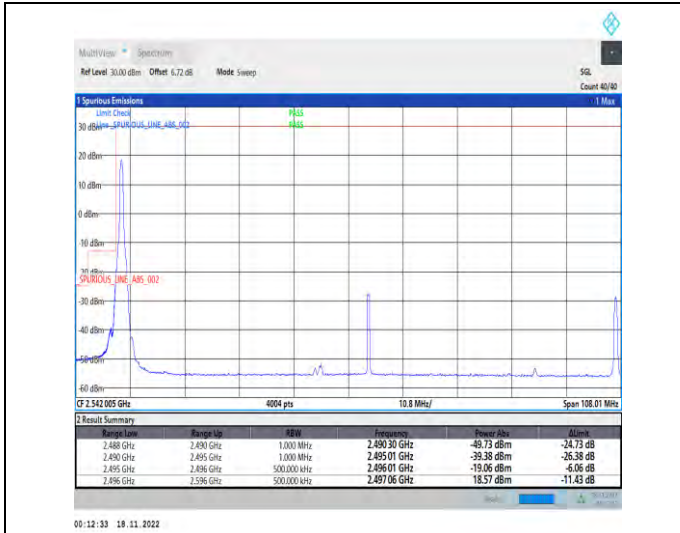 MultiView Spectrum
Ref Level 30.00 dBm Offset 6.72 dB Mode Sweep SGL
Count 40/40
1 Spurious Emissions 1 Max
Limit Check PASS
30 dBm Line _SPURIOUS_LINE_ABS_002 PASS
20 dBm
10 dBm
0 dBm
-10 dBm
-20 dBm
_SPURIOUS_LINE_ABS_002
-30 dBm
-40 dBm
-50 dBm
-60 dBm
CF 2.542 005 GHz 4004 pts 10.8 MHz/ Span 108.01 MHz
2 Result Summary
Range Low Range Up RBW Frequency Power Abs ΔLimit
2.488 GHz 2.490 GHz 1.000 MHz 2.490 30 GHz -49.73 dBm -24.73 dB
2.490 GHz 2.495 GHz 1.000 MHz 2.495 01 GHz -39.38 dBm -26.38 dB
2.495 GHz 2.496 GHz 500.000 kHz 2.496 01 GHz -19.06 dBm -6.06 dB
2.496 GHz 2.596 GHz 500.000 kHz 2.497 06 GHz 18.57 dBm -11.43 dB
00:12:33 18.11.2022